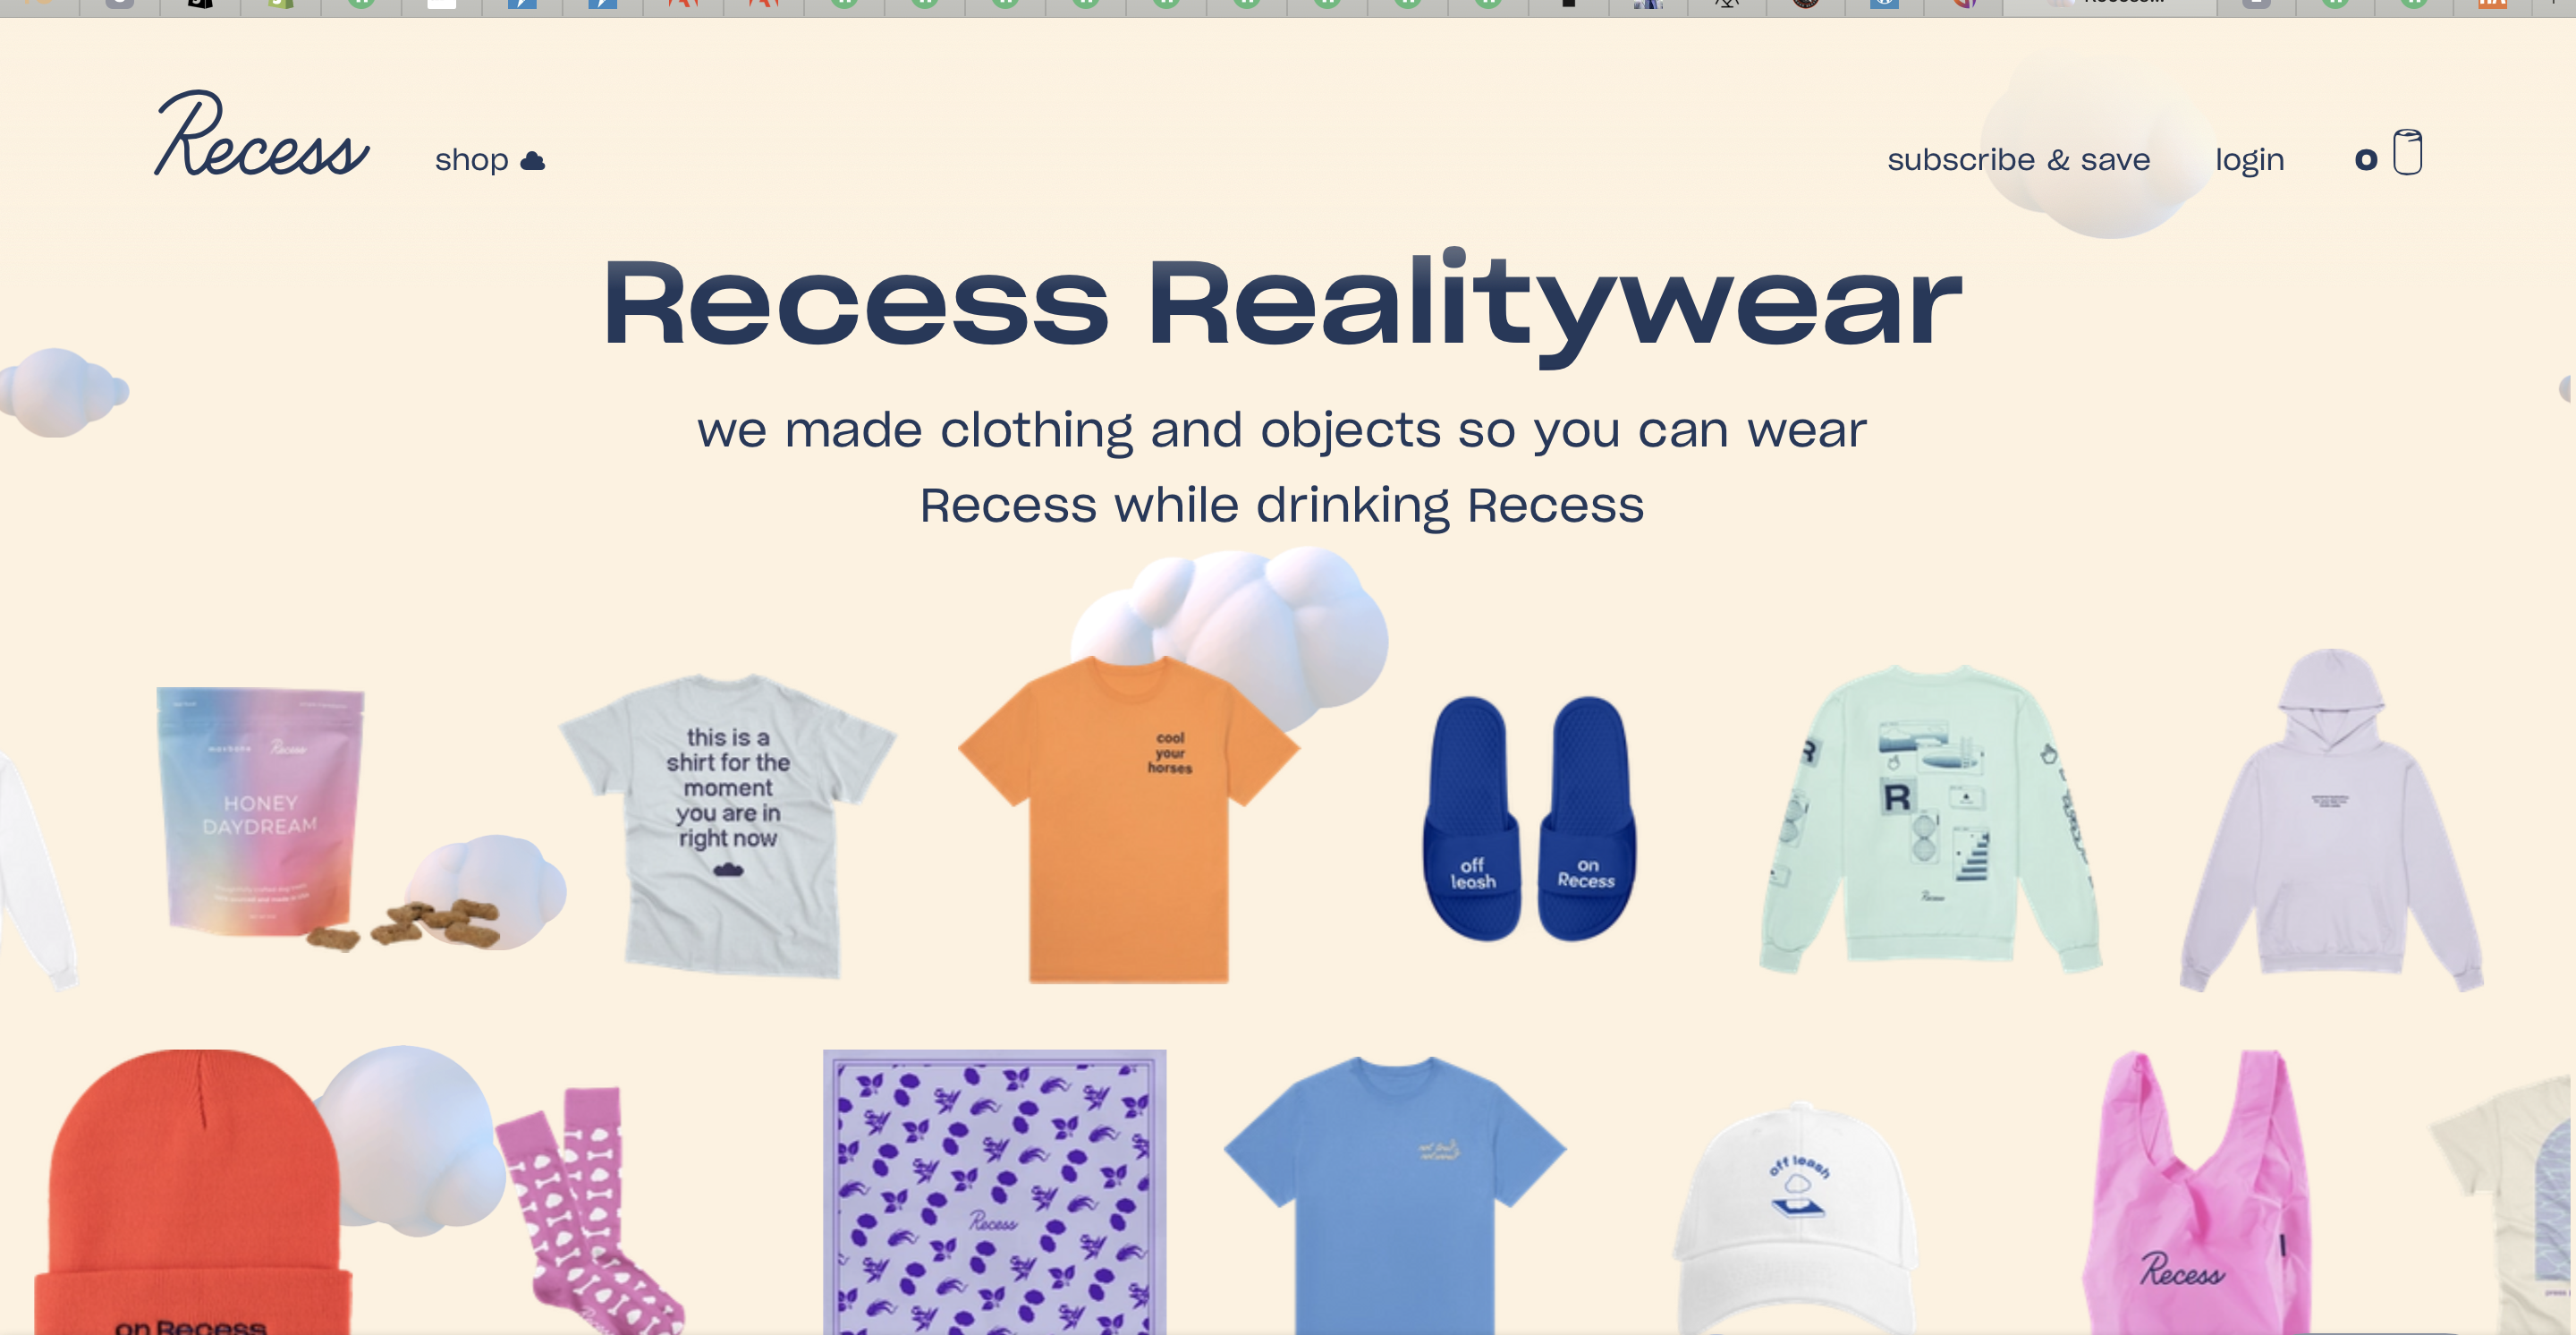 Recess
shop
subscribe & save
login
0
Recess Realitywear
we made clothing and objects so you can wear
Recess while drinking Recess
maxbone Recess
HONEY
DAYDREAM
this is a
shirt for the
moment
you are in
right now
cool
your
horses
off
leash
on
Recess
R
R
Recess
on Recess
Recess
off leash
Recess